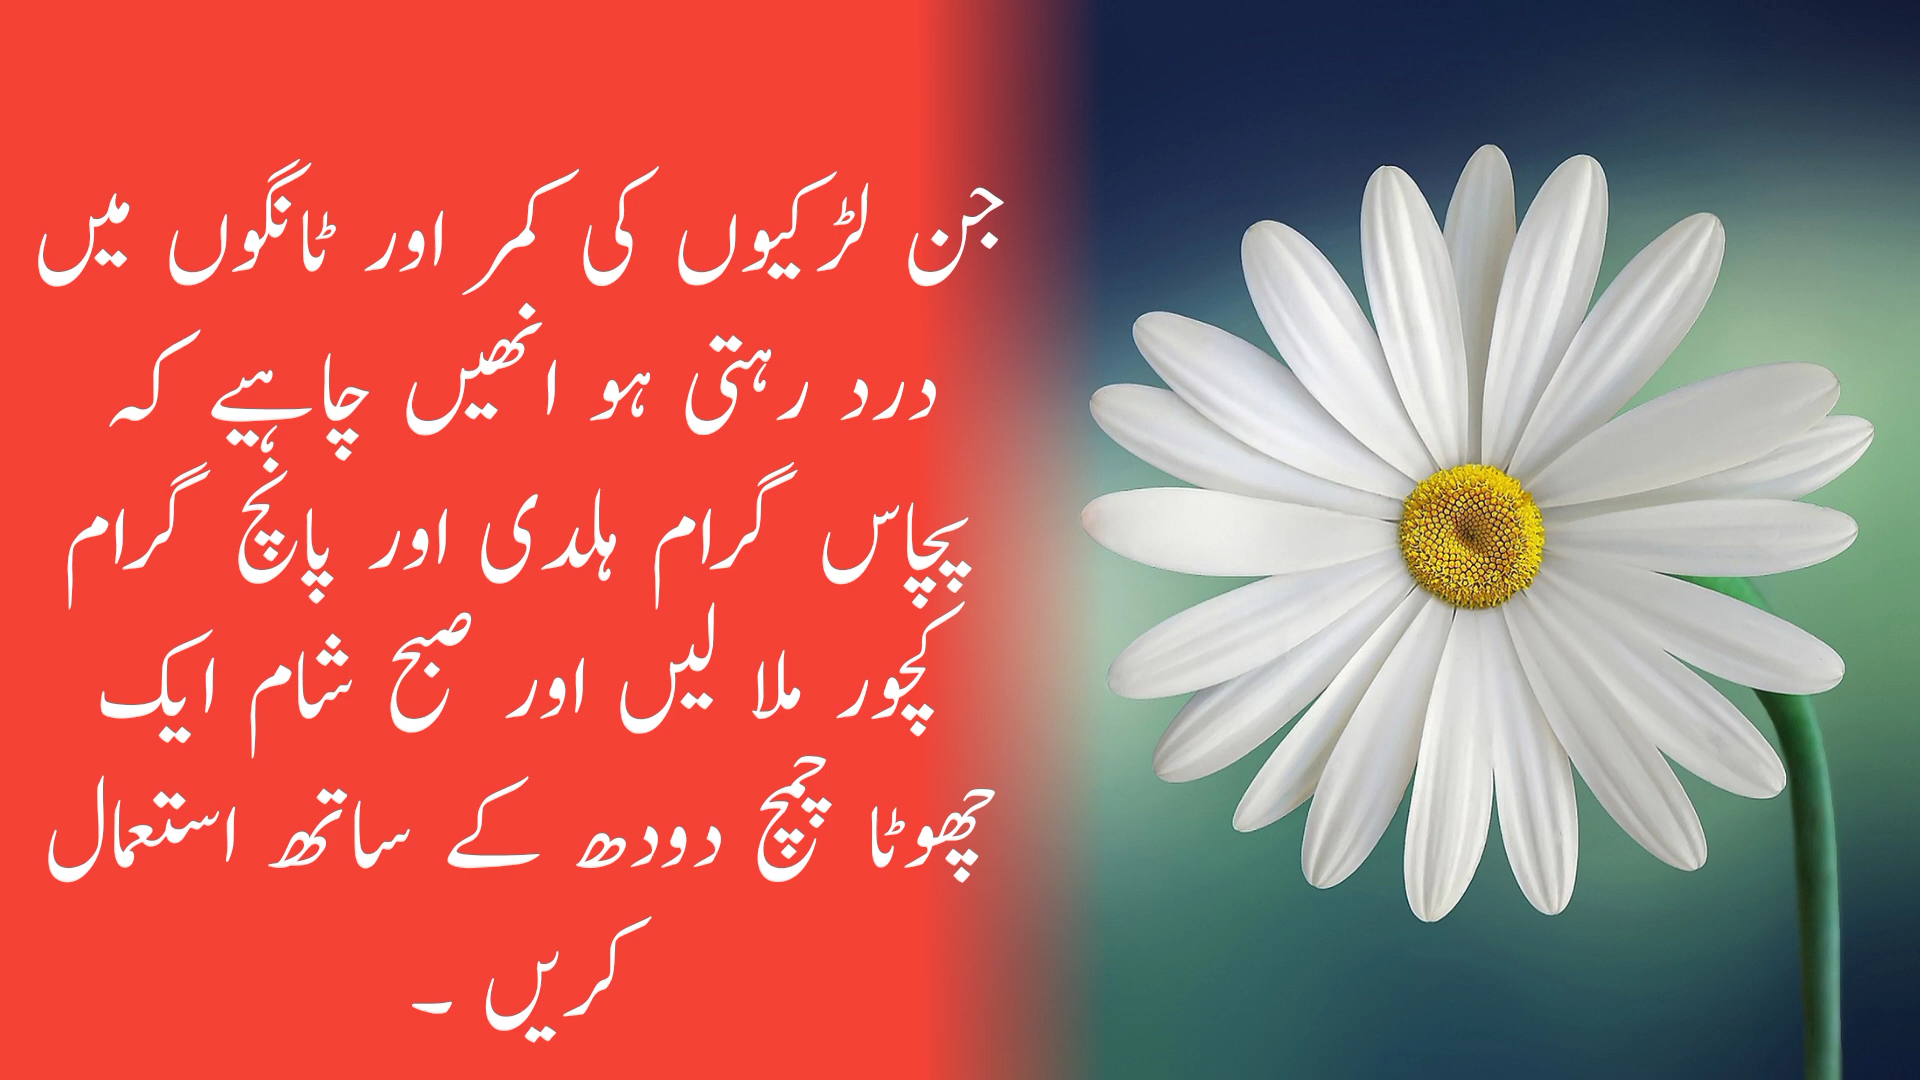 جن لڑکیوں کی کمر اور ٹانگوں میں
درد رہتی ہو انھیں چاہیے کہ
پچاس گرام ہلدی اور پانچ گرام
کچور ملا لیں اور صبح شام ایک
چھوٹا چمچ دودھ کے ساتھ استعمال
کریں ۔